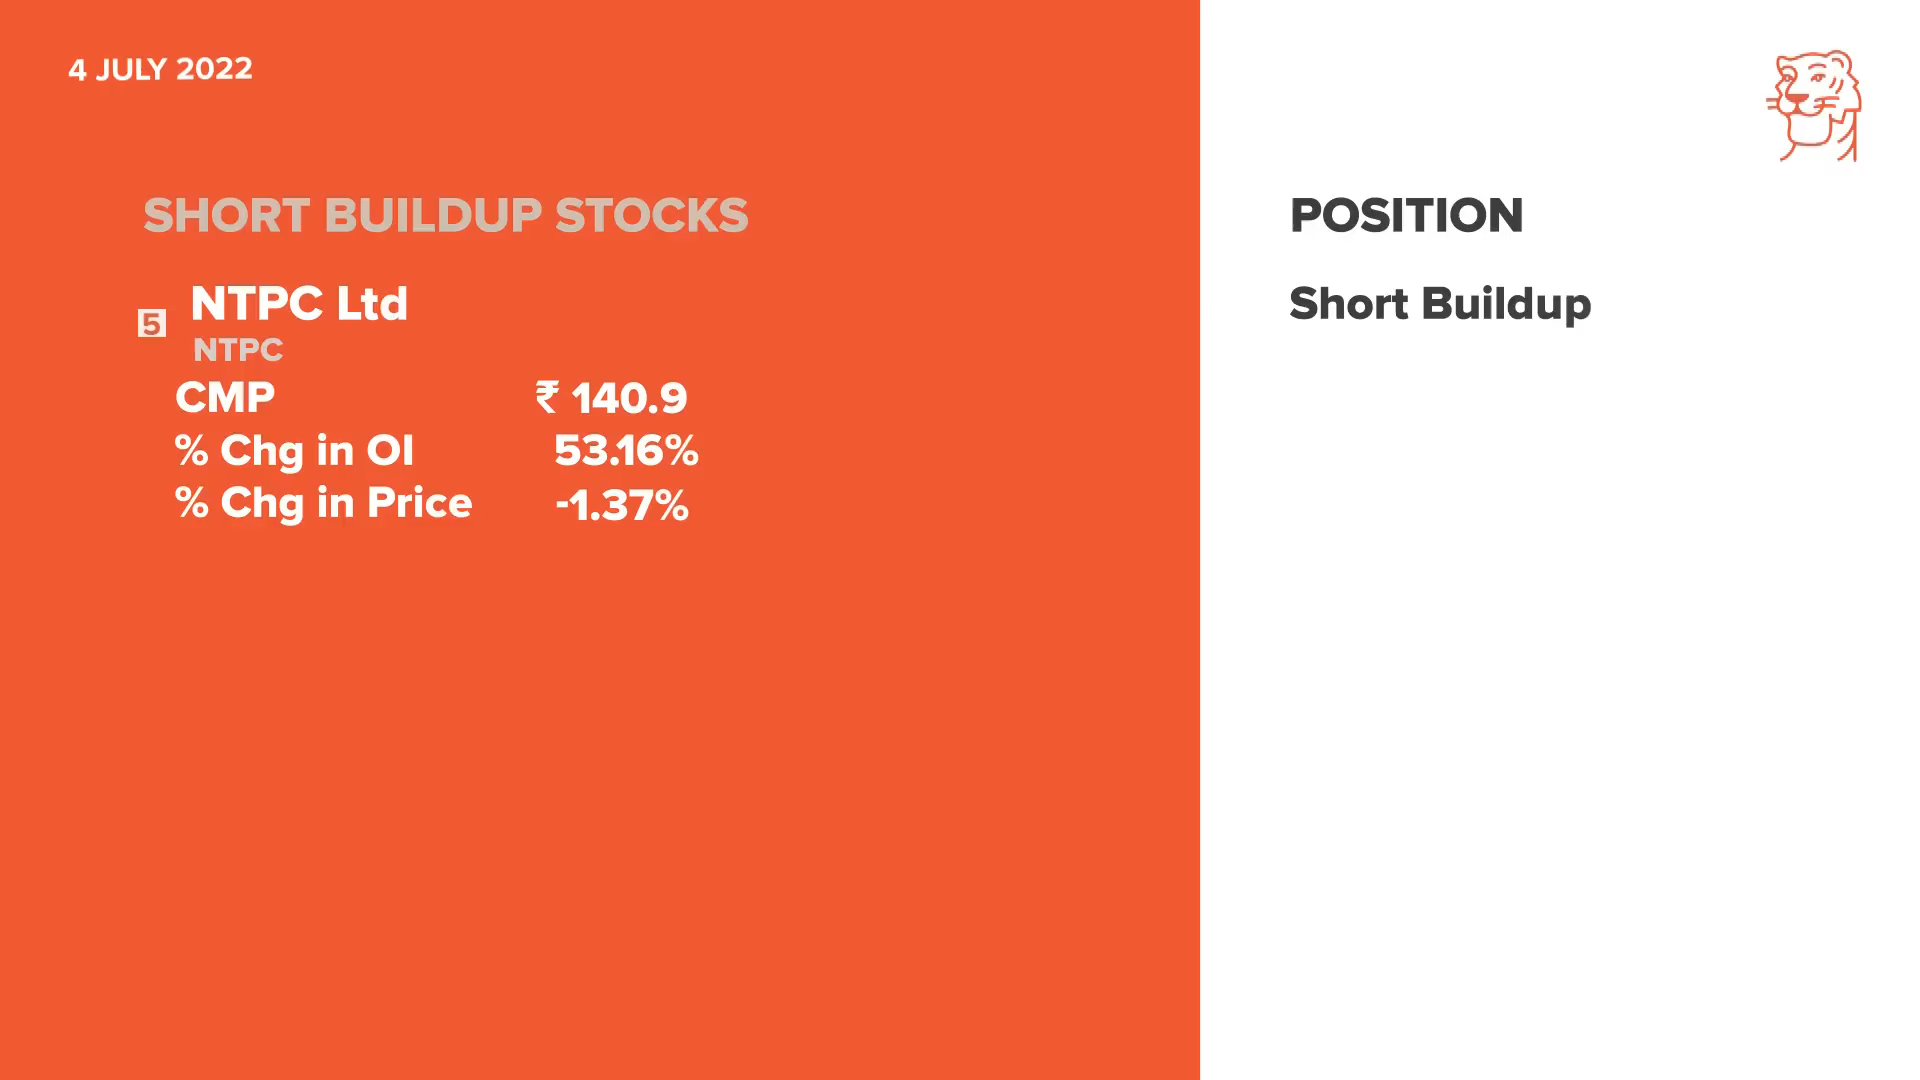 4 JULY 2022
SHORT BUILDUP STOCKS
5 NTPC Ltd
NTPC
CMP ₹ 140.9
% Chg in OI 53.16%
% Chg in Price -1.37%
POSITION
Short Buildup